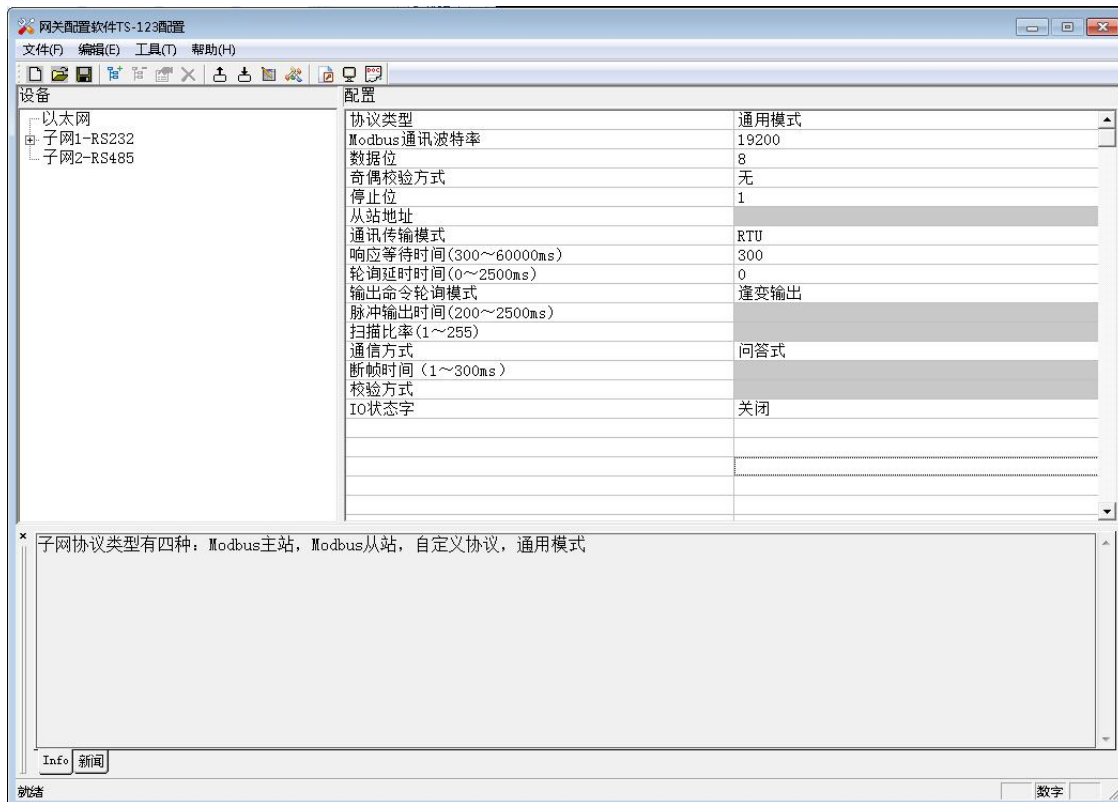 网关配置软件TS-123配置
文件(F) 编辑(E) 工具(T) 帮助(H)
设备
以太网
子网1-RS232
子网2-RS485
配置
协议类型 通用模式
Modbus通讯波特率 19200
数据位 8
奇偶校验方式 无
停止位 1
从站地址
通讯传输模式 RTU
响应等待时间(300～60000ms) 300
轮询延时时间(0～2500ms) 0
输出命令轮询模式 逢变输出
脉冲输出时间(200～2500ms)
扫描比率(1～255)
通信方式 问答式
断帧时间（1～300ms）
校验方式
IO状态字 关闭
子网协议类型有四种：Modbus主站，Modbus从站，自定义协议，通用模式
Info 新闻
就绪 数字